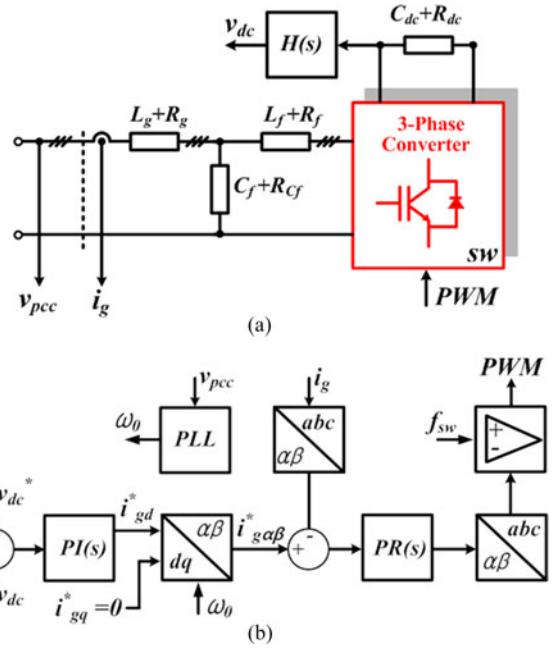 C_dc+R_dc
v_dc
H(s)
L_g+R_g
L_f+R_f
3-Phase
Converter
C_f+R_Cf
SW
v_pcc
i_g
PWM
(a)
v_pcc
i_g
PWM
ω_0
PLL
abc
αβ
f_sw
+
-
v_dc*
i*_gd
αβ
i*_gαβ
-
+
abc
PI(s)
dq
PR(s)
αβ
v_dc
i*_gq =0
ω_0
(b)